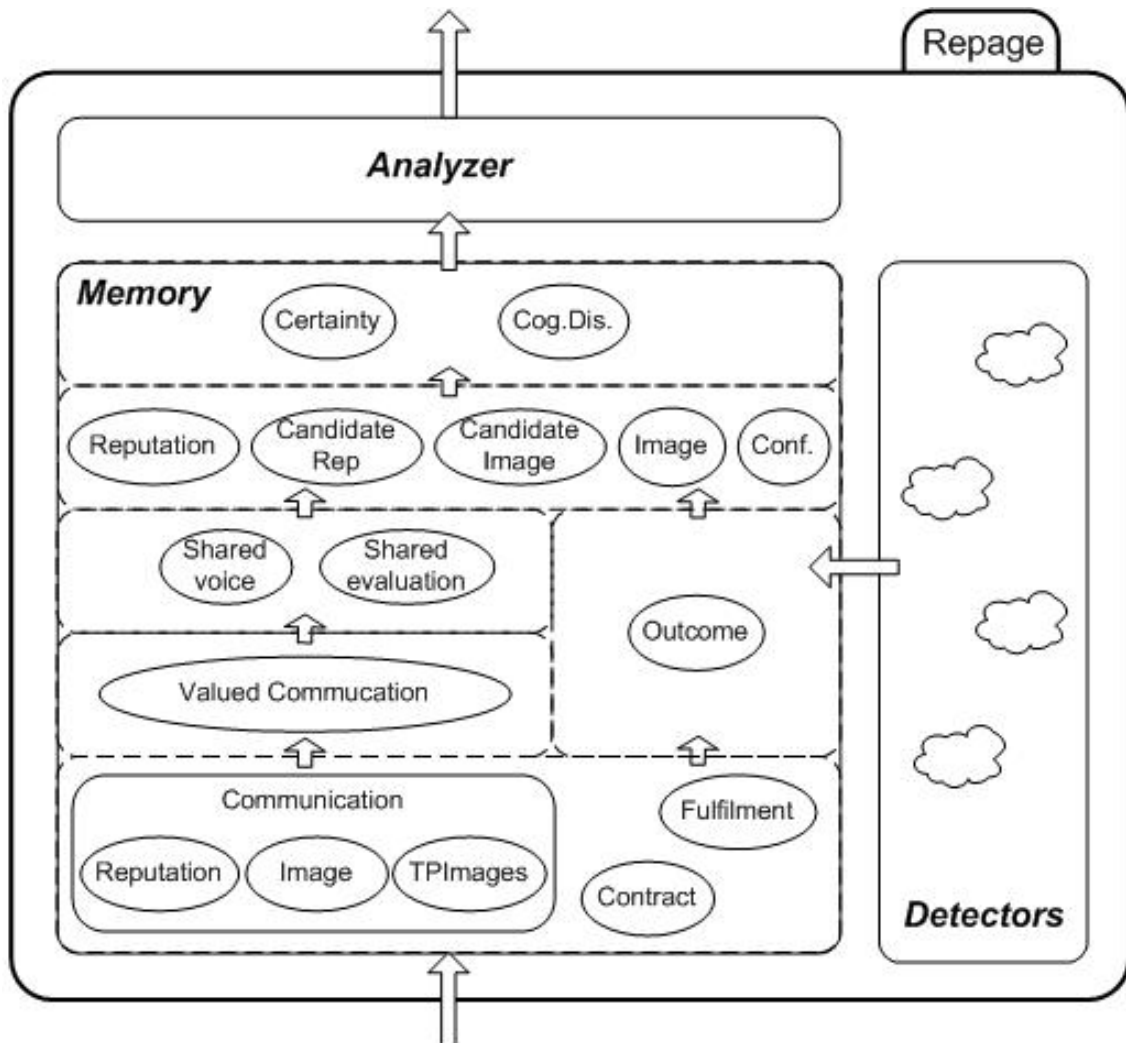 Repage
Analyzer
Memory
Certainty
Cog.Dis.
Reputation
Candidate
Rep
Candidate
Image
Image
Conf.
Shared
voice
Shared
evaluation
Outcome
Valued Commucation
Communication
Reputation
Image
TPImages
Fulfilment
Contract
Detectors